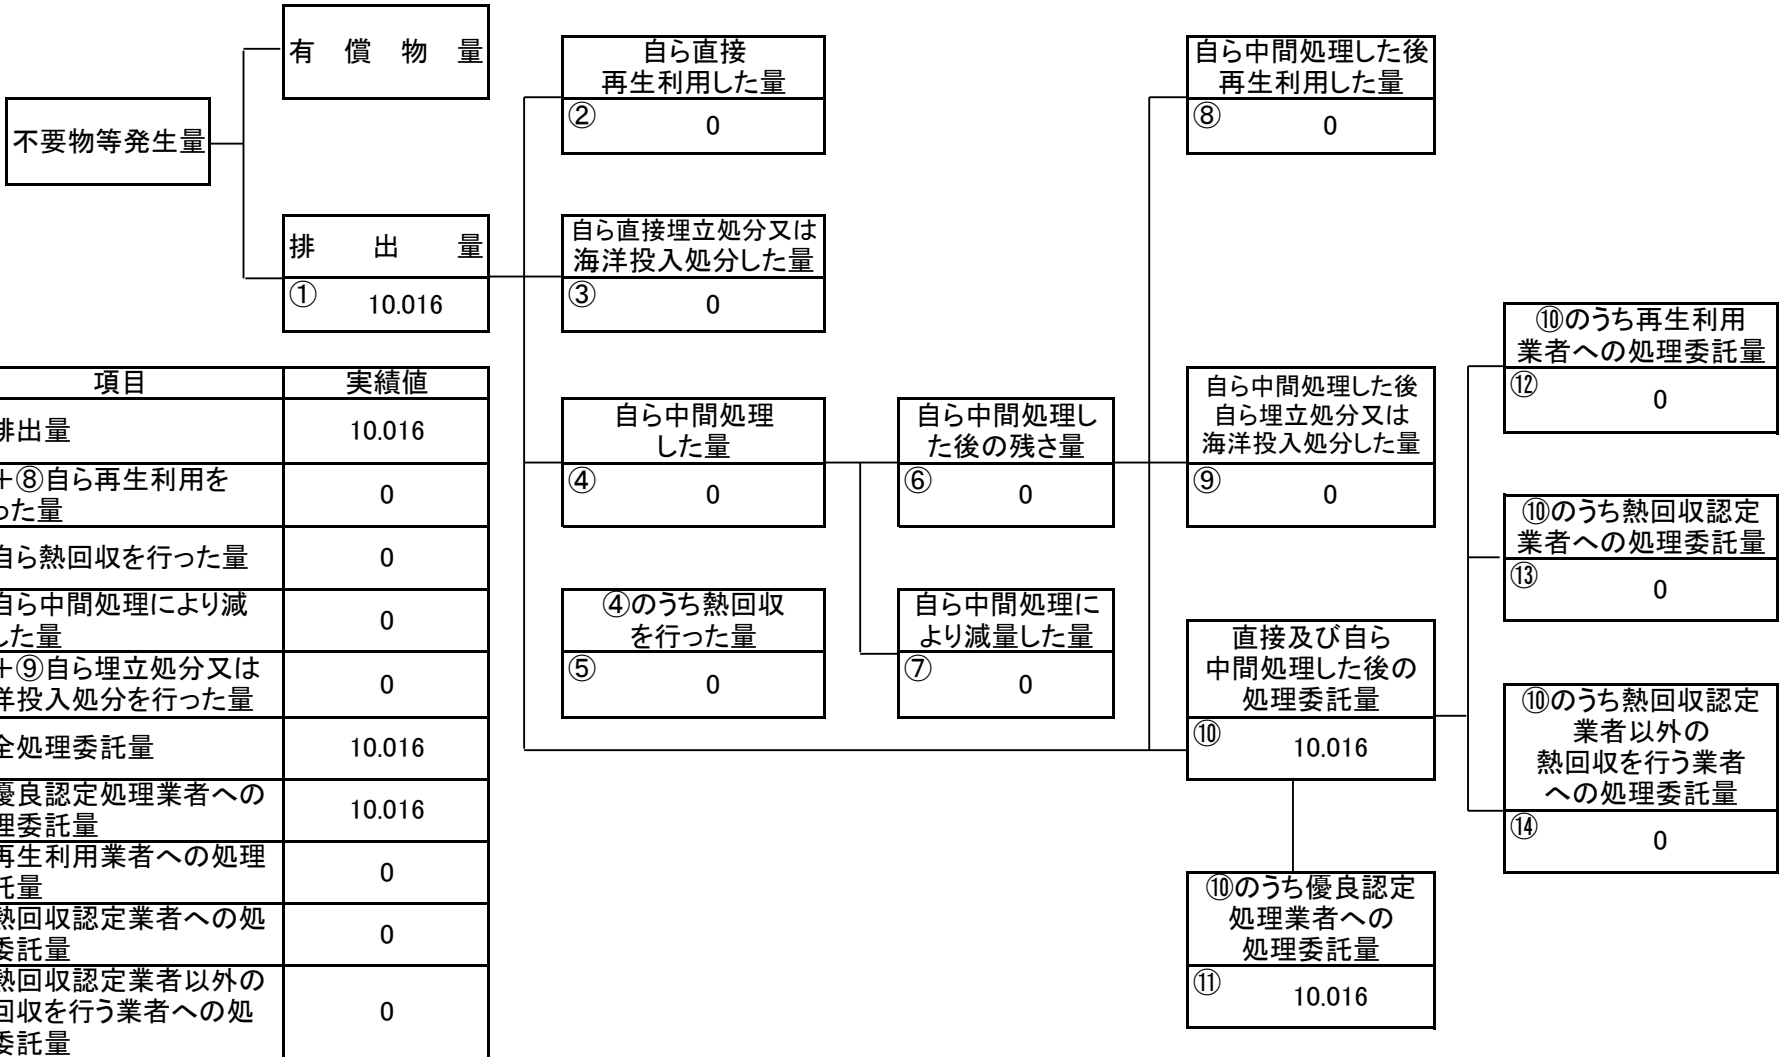 有償物量
不要物等発生量
排出量
① 10.016
自ら直接
再生利用した量
② 0
自ら直接埋立処分又は
海洋投入処分した量
③ 0
自ら中間処理
した量
④ 0
④のうち熱回収
を行った量
⑤ 0
自ら中間処理し
た後の残さ量
⑥ 0
自ら中間処理に
より減量した量
⑦ 0
自ら中間処理した後
再生利用した量
⑧ 0
自ら中間処理した後
自ら埋立処分又は
海洋投入処分した量
⑨ 0
直接及び自ら
中間処理した後の
処理委託量
⑩ 10.016
⑩のうち優良認定
処理業者への
処理委託量
⑪ 10.016
⑩のうち再生利用
業者への処理委託量
⑫ 0
⑩のうち熱回収認定
業者への処理委託量
⑬ 0
⑩のうち熱回収認定
業者以外の
熱回収を行う業者
への処理委託量
⑭ 0
項目 実績値
排出量 10.016
+⑧自ら再生利用を
った量 0
自ら熱回収を行った量 0
自ら中間処理により減
した量 0
+⑨自ら埋立処分又は
洋投入処分を行った量 0
全処理委託量 10.016
優良認定処理業者への
理委託量 10.016
再生利用業者への処理
託量 0
熱回収認定業者への処
委託量 0
熱回収認定業者以外の
回収を行う業者への処
委託量 0